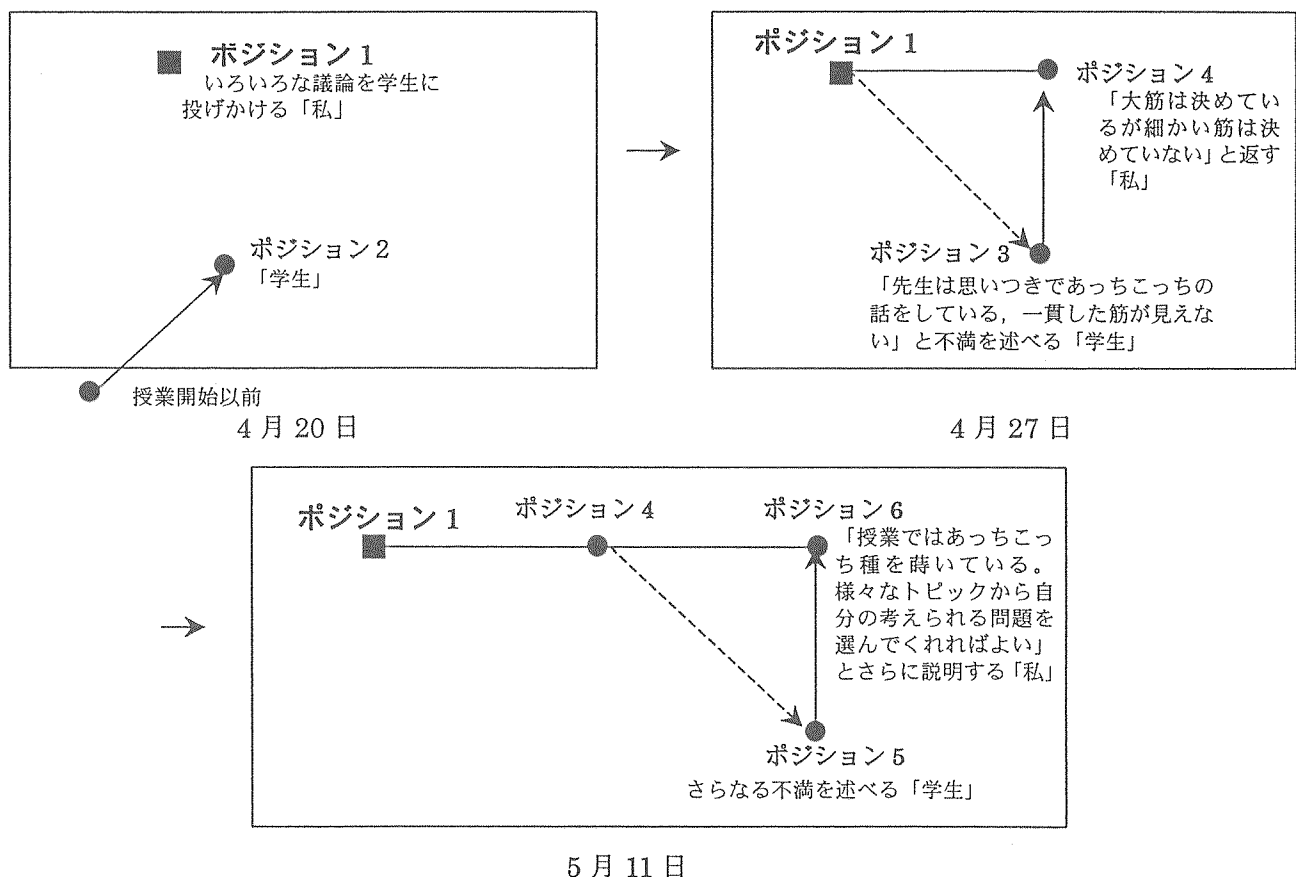 ポジション 1
いろいろな議論を学生に
投げかける「私」
ポジション 2
「学生」
授業開始以前
4 月 20 日
ポジション 1
ポジション 4
「大筋は決めてい
るが細かい筋は決
めていない」と返す
「私」
ポジション 3
「先生は思いつきであっちこっちの
話をしている，一貫した筋が見えな
い」と不満を述べる「学生」
4 月 27 日
ポジション 1
ポジション 4
ポジション 6
「授業ではあっちこっ
ち種を蒔いている。
様々なトピックから自
分の考えられる問題を
選んでくれればよい」
とさらに説明する「私」
ポジション 5
さらなる不満を述べる「学生」
5 月 11 日